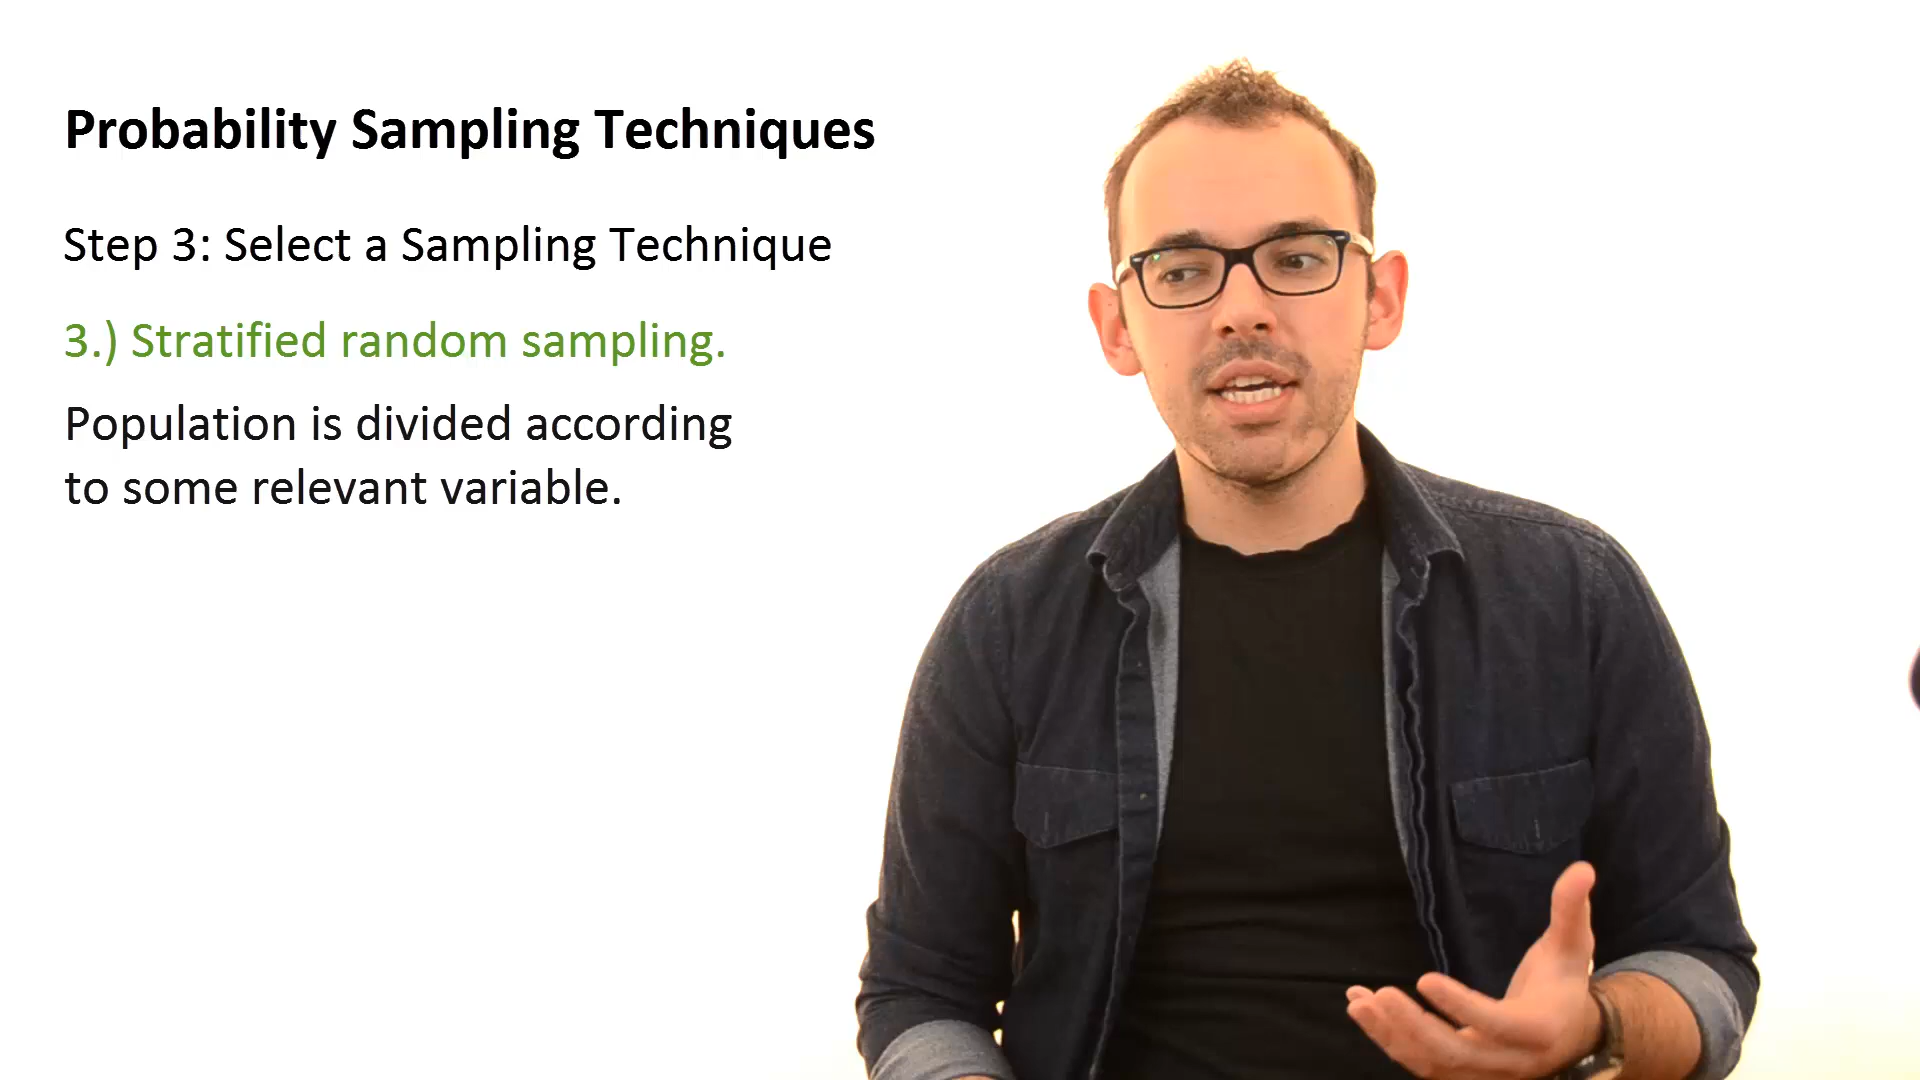 Probability Sampling Techniques
Step 3: Select a Sampling Technique
3.) Stratified random sampling.
Population is divided according
to some relevant variable.